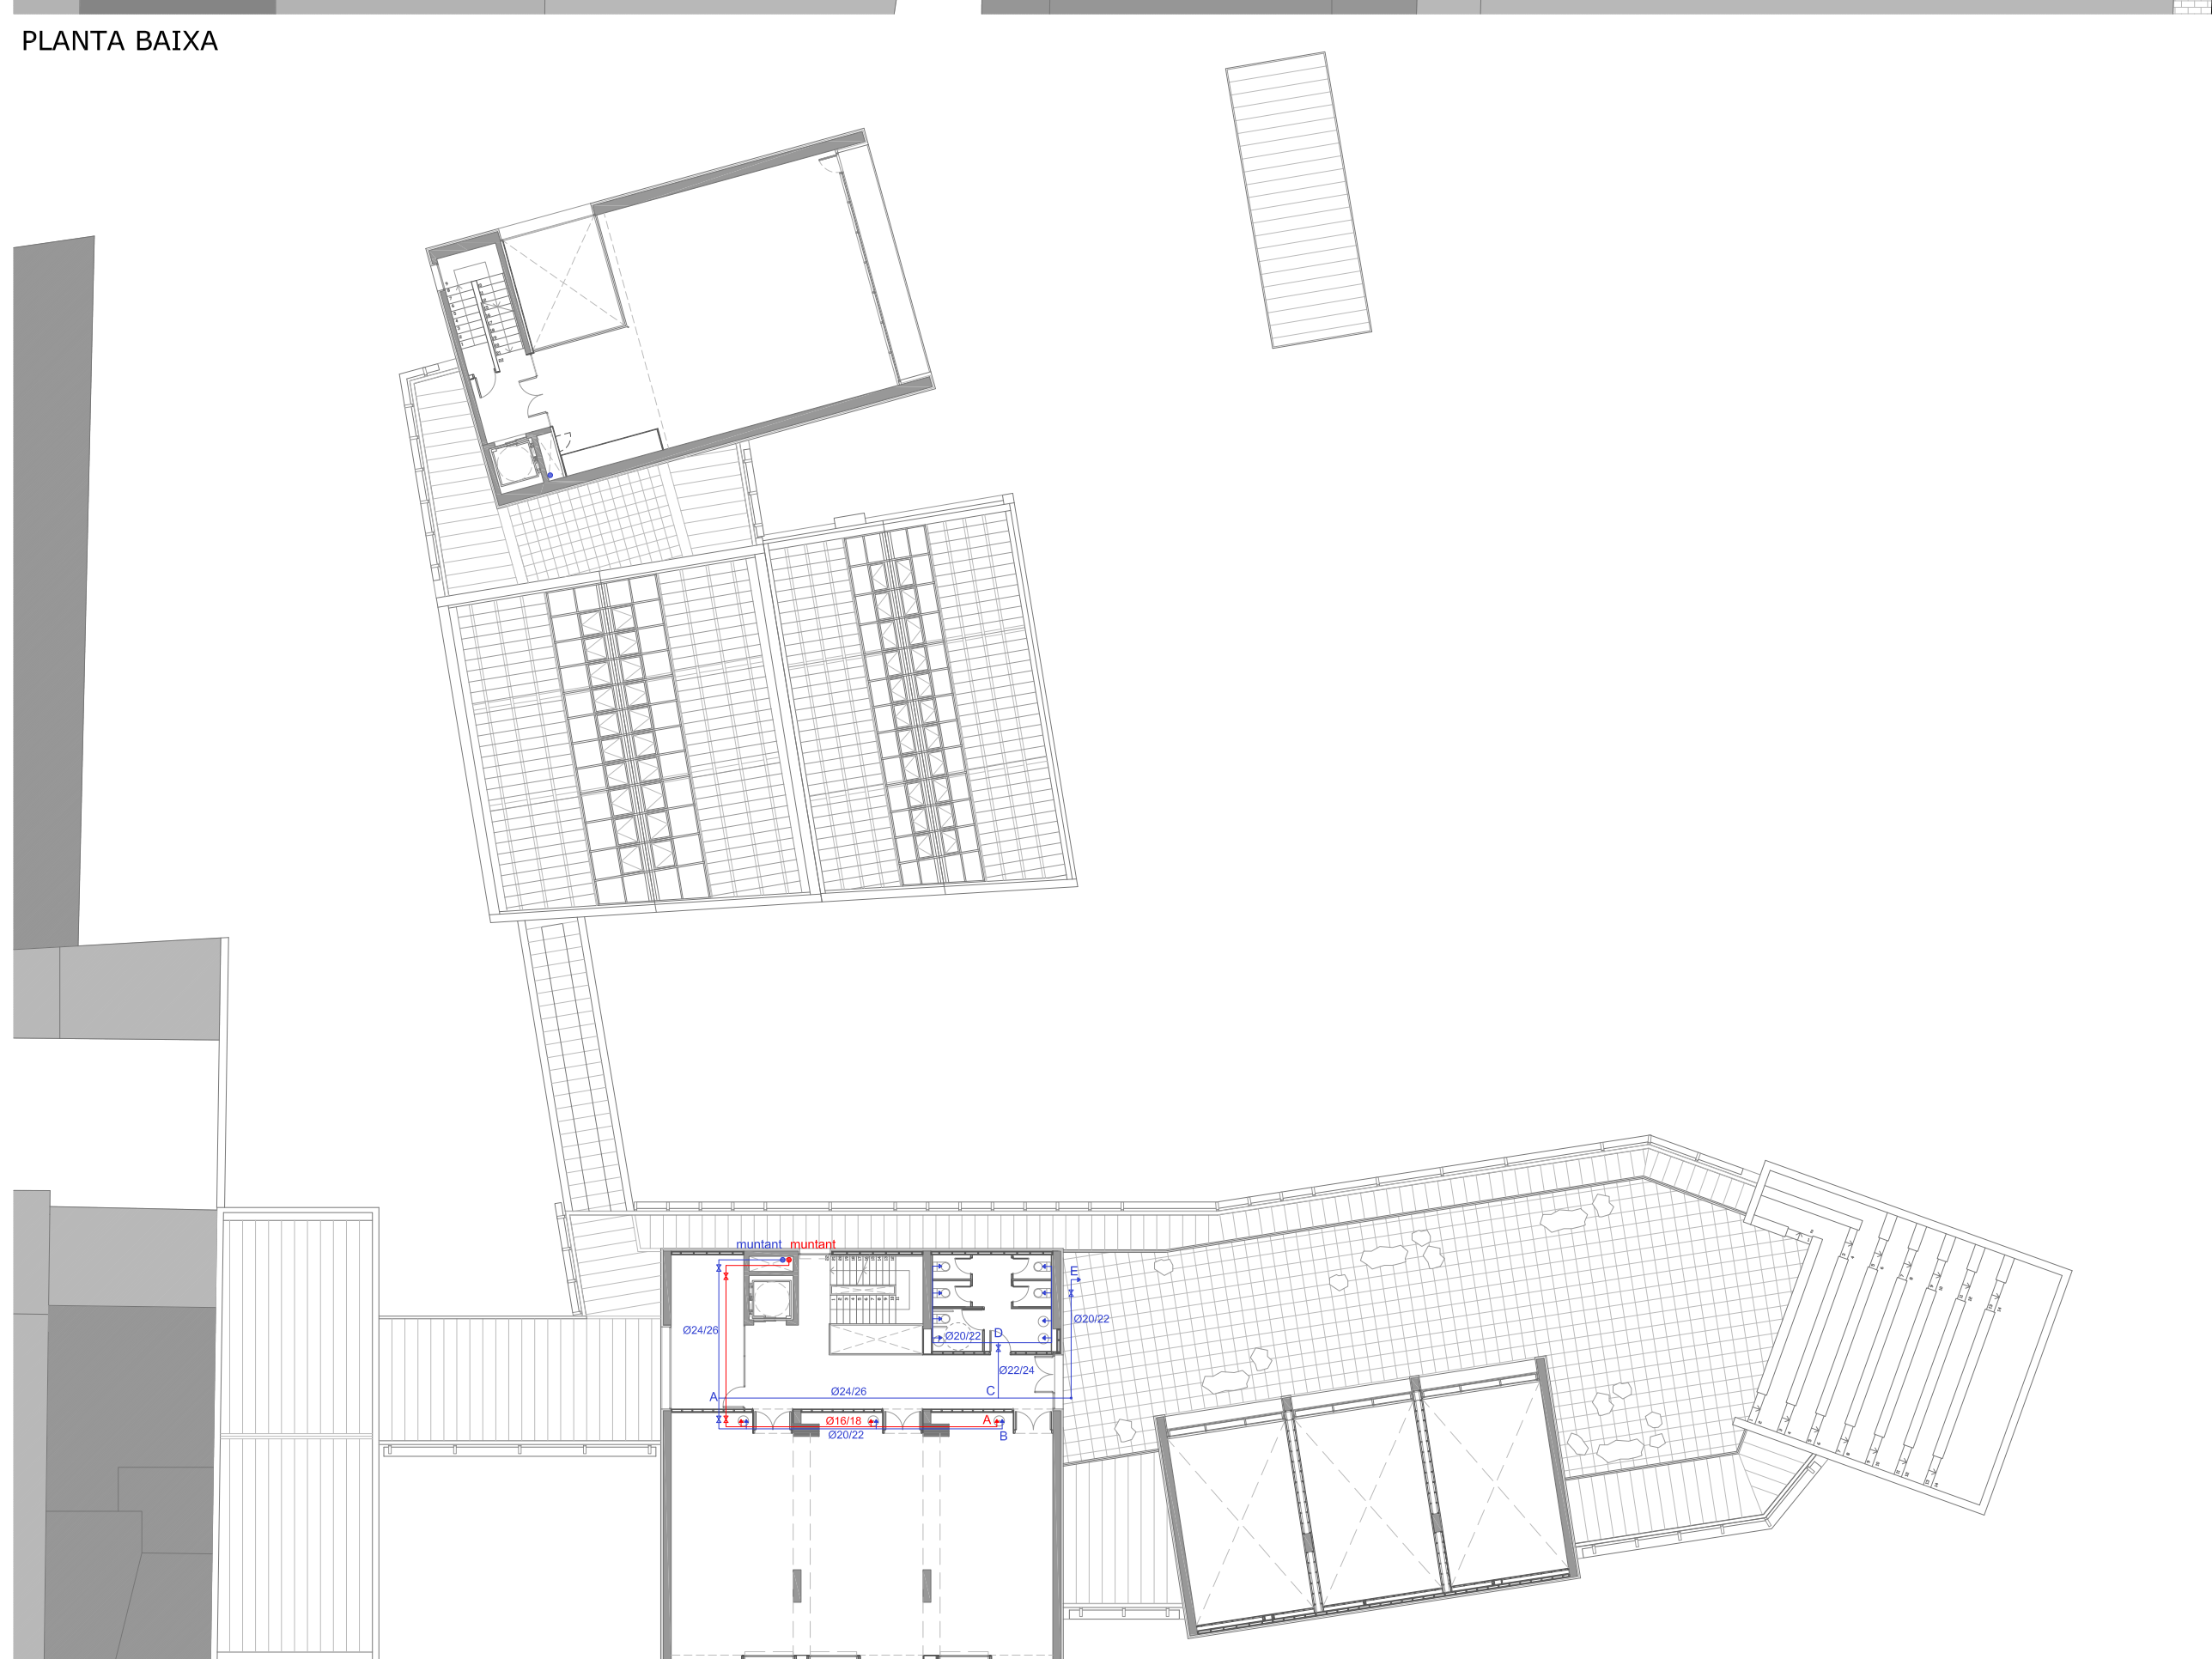 PLANTA BAIXA
muntant muntant
E
Ø24/26
Ø20/22
D
Ø20/22
Ø22/24
A
Ø24/26
C
Ø16/18
A
Ø20/22
B